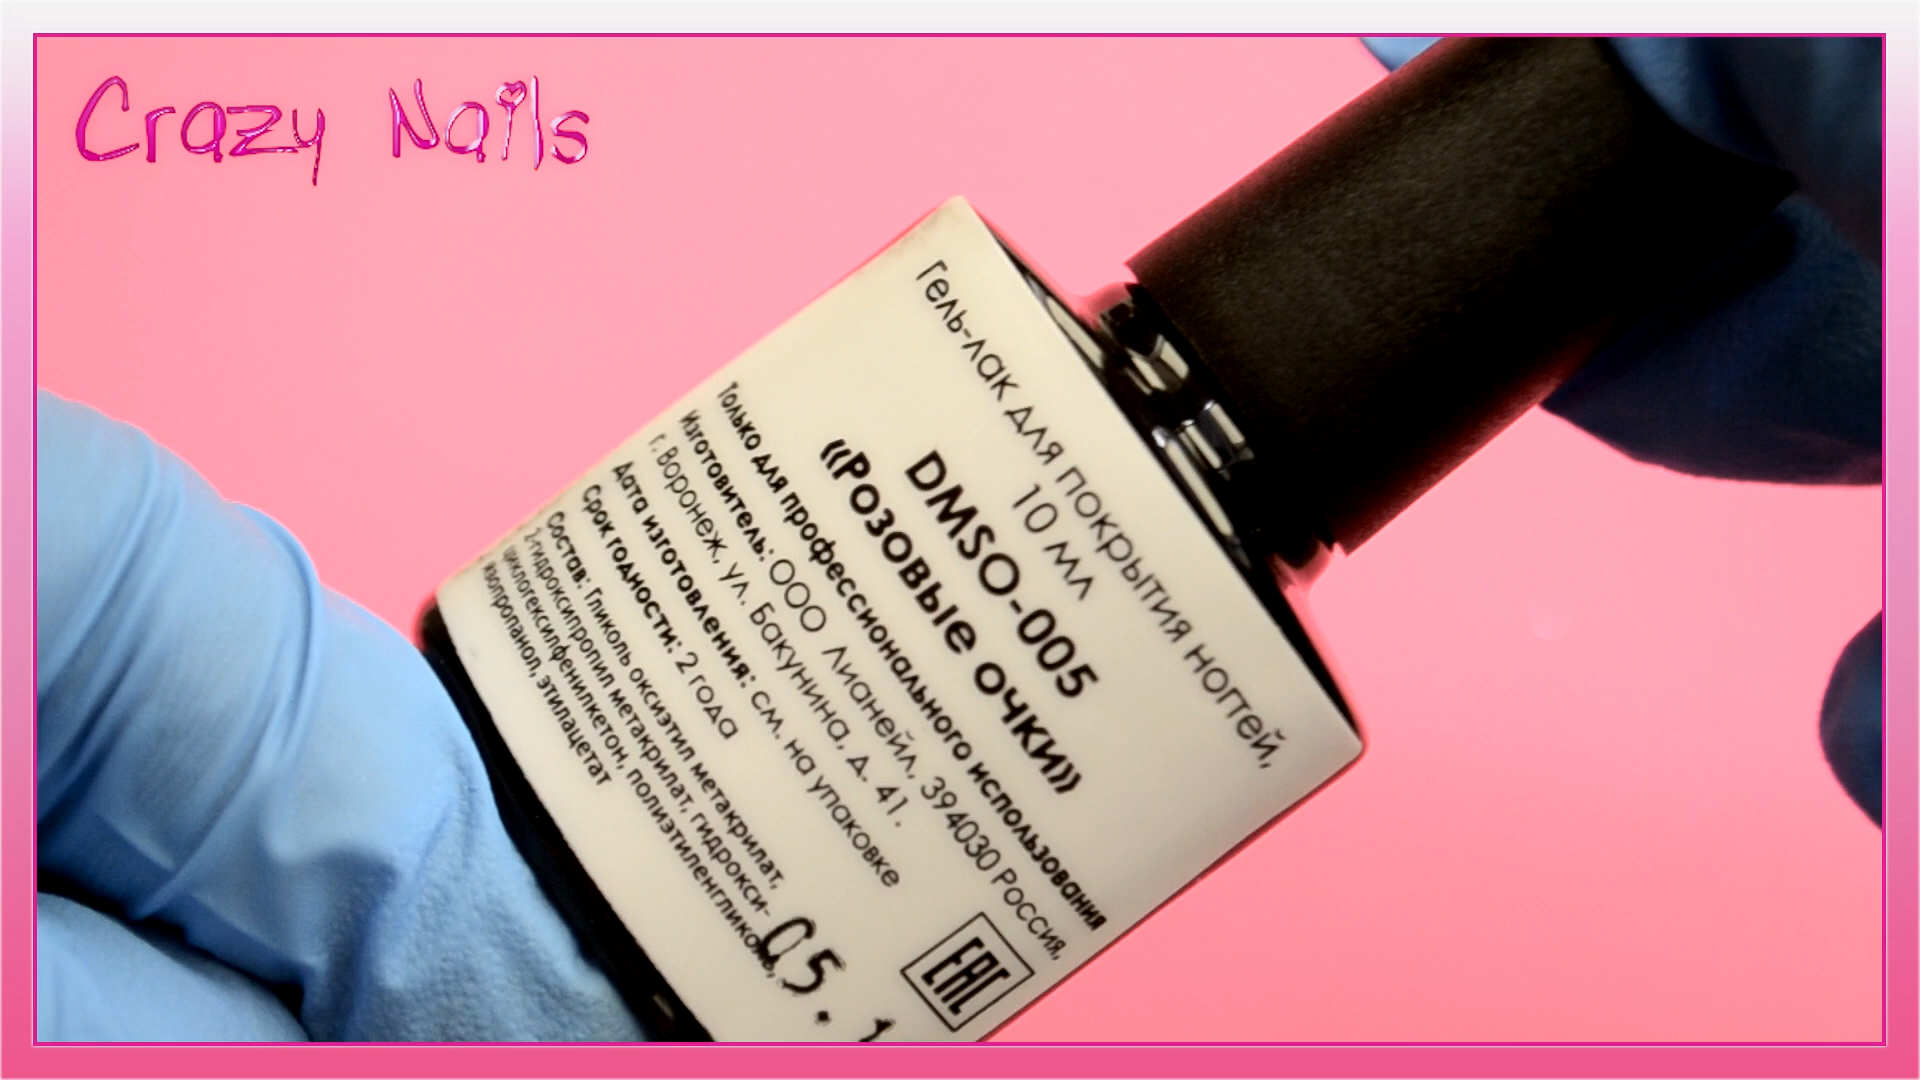 Crazy Nails
Гель-лак для покрытия ногтей,
10 мл
DMSO-005
«Розовые очки»
Только для профессионального использования
Изготовитель: ООО Лианейл, 394030 Россия,
г. Воронеж, ул. Бакунина, д. 41.
Дата изготовления: см. на упаковке
Срок годности: 2 года
Состав: Гликоль оксиэтил метакрилат,
2-гидроксипропил метакрилат, гидрокси-
циклогексилфенилкетон, полиэтиленгликоль,
изопропанол, этилацетат
EAC
05.